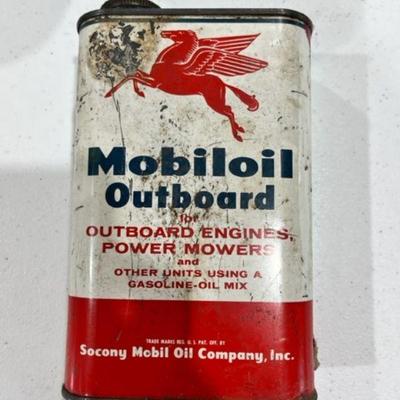 Mobiloil
Outboard
for
OUTBOARD ENGINES,
POWER MOWERS
and
OTHER UNITS USING A
GASOLINE-OIL MIX
TRADE MARKS REG. U.S. PAT. OFF. BY
Socony Mobil Oil Company, Inc.